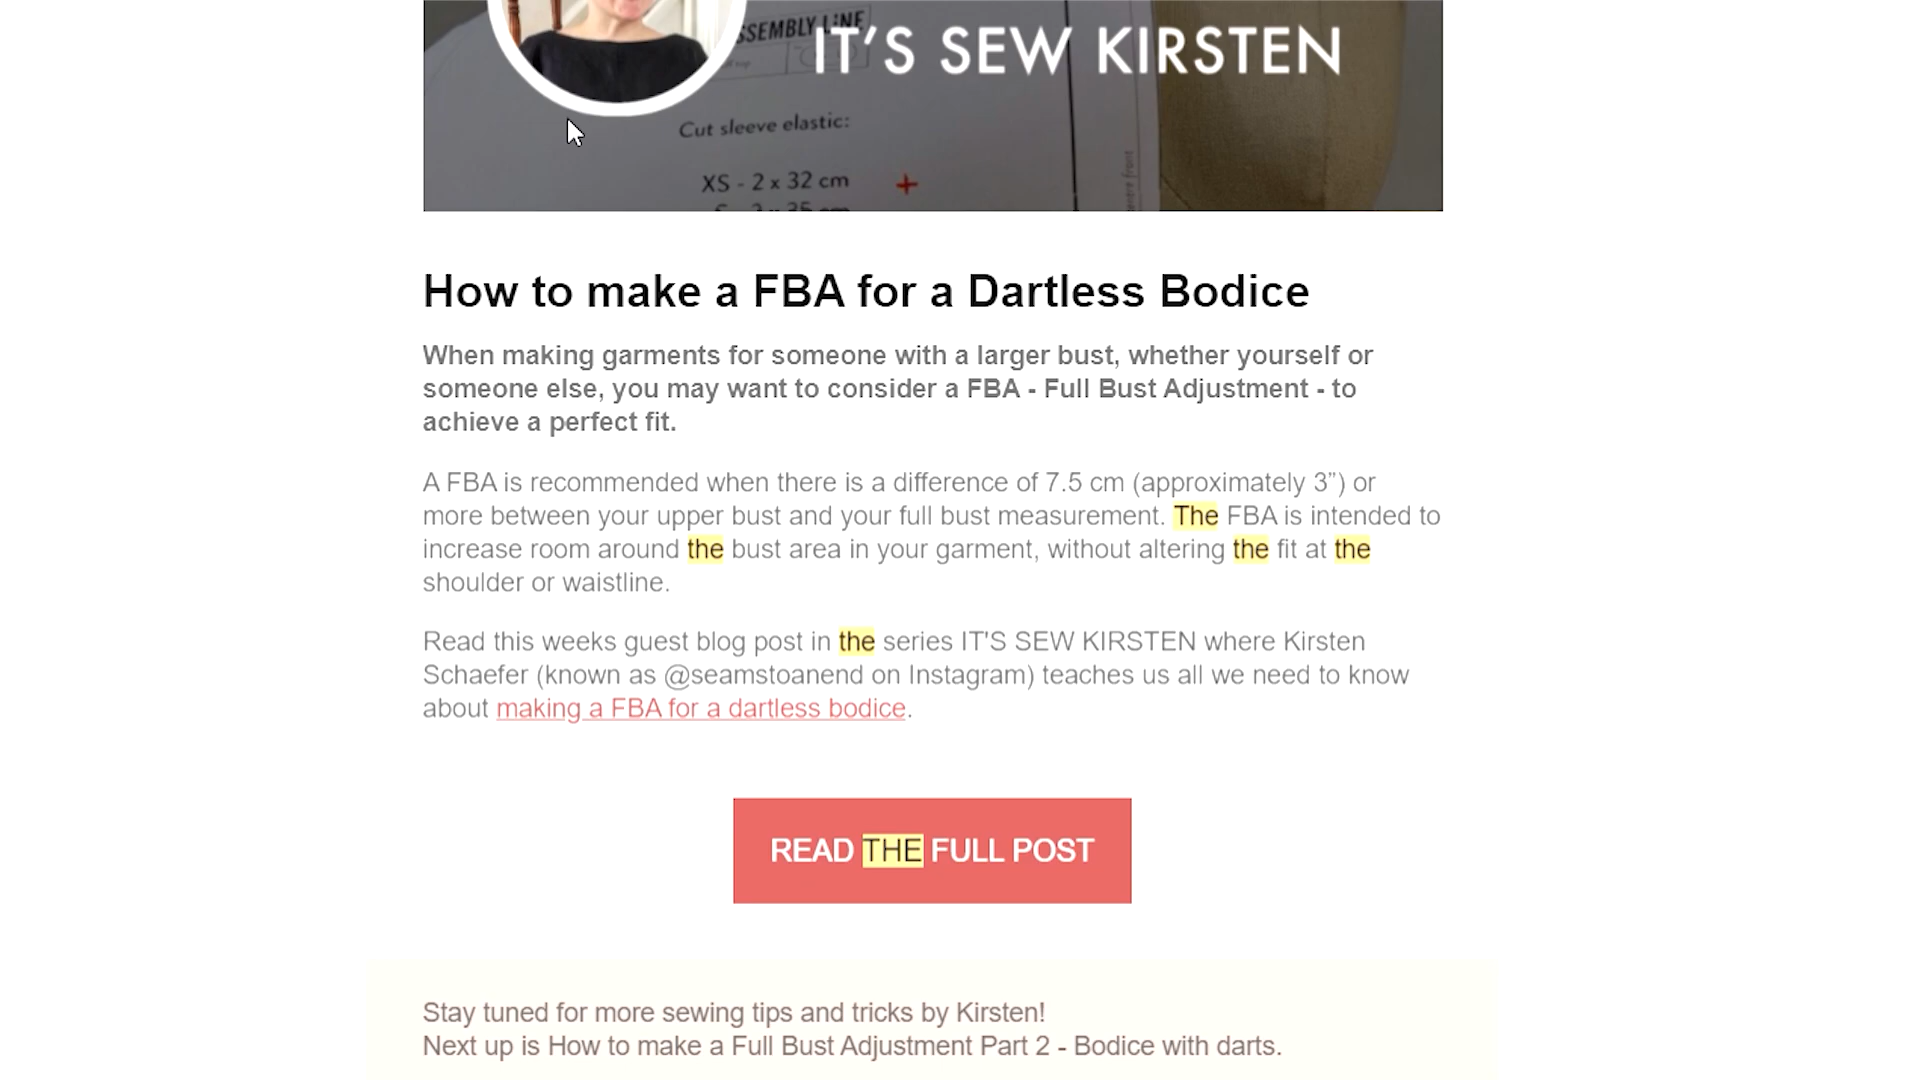 SSEMBLY LINE
IT'S SEW KIRSTEN
Cut sleeve elastic:
XS - 2 x 32 cm
How to make a FBA for a Dartless Bodice
When making garments for someone with a larger bust, whether yourself or
someone else, you may want to consider a FBA - Full Bust Adjustment - to
achieve a perfect fit.
A FBA is recommended when there is a difference of 7.5 cm (approximately 3”) or
more between your upper bust and your full bust measurement. The FBA is intended to
increase room around the bust area in your garment, without altering the fit at the
shoulder or waistline.
Read this weeks guest blog post in the series IT'S SEW KIRSTEN where Kirsten
Schaefer (known as @seamstoanend on Instagram) teaches us all we need to know
about making a FBA for a dartless bodice.
READ THE FULL POST
Stay tuned for more sewing tips and tricks by Kirsten!
Next up is How to make a Full Bust Adjustment Part 2 - Bodice with darts.